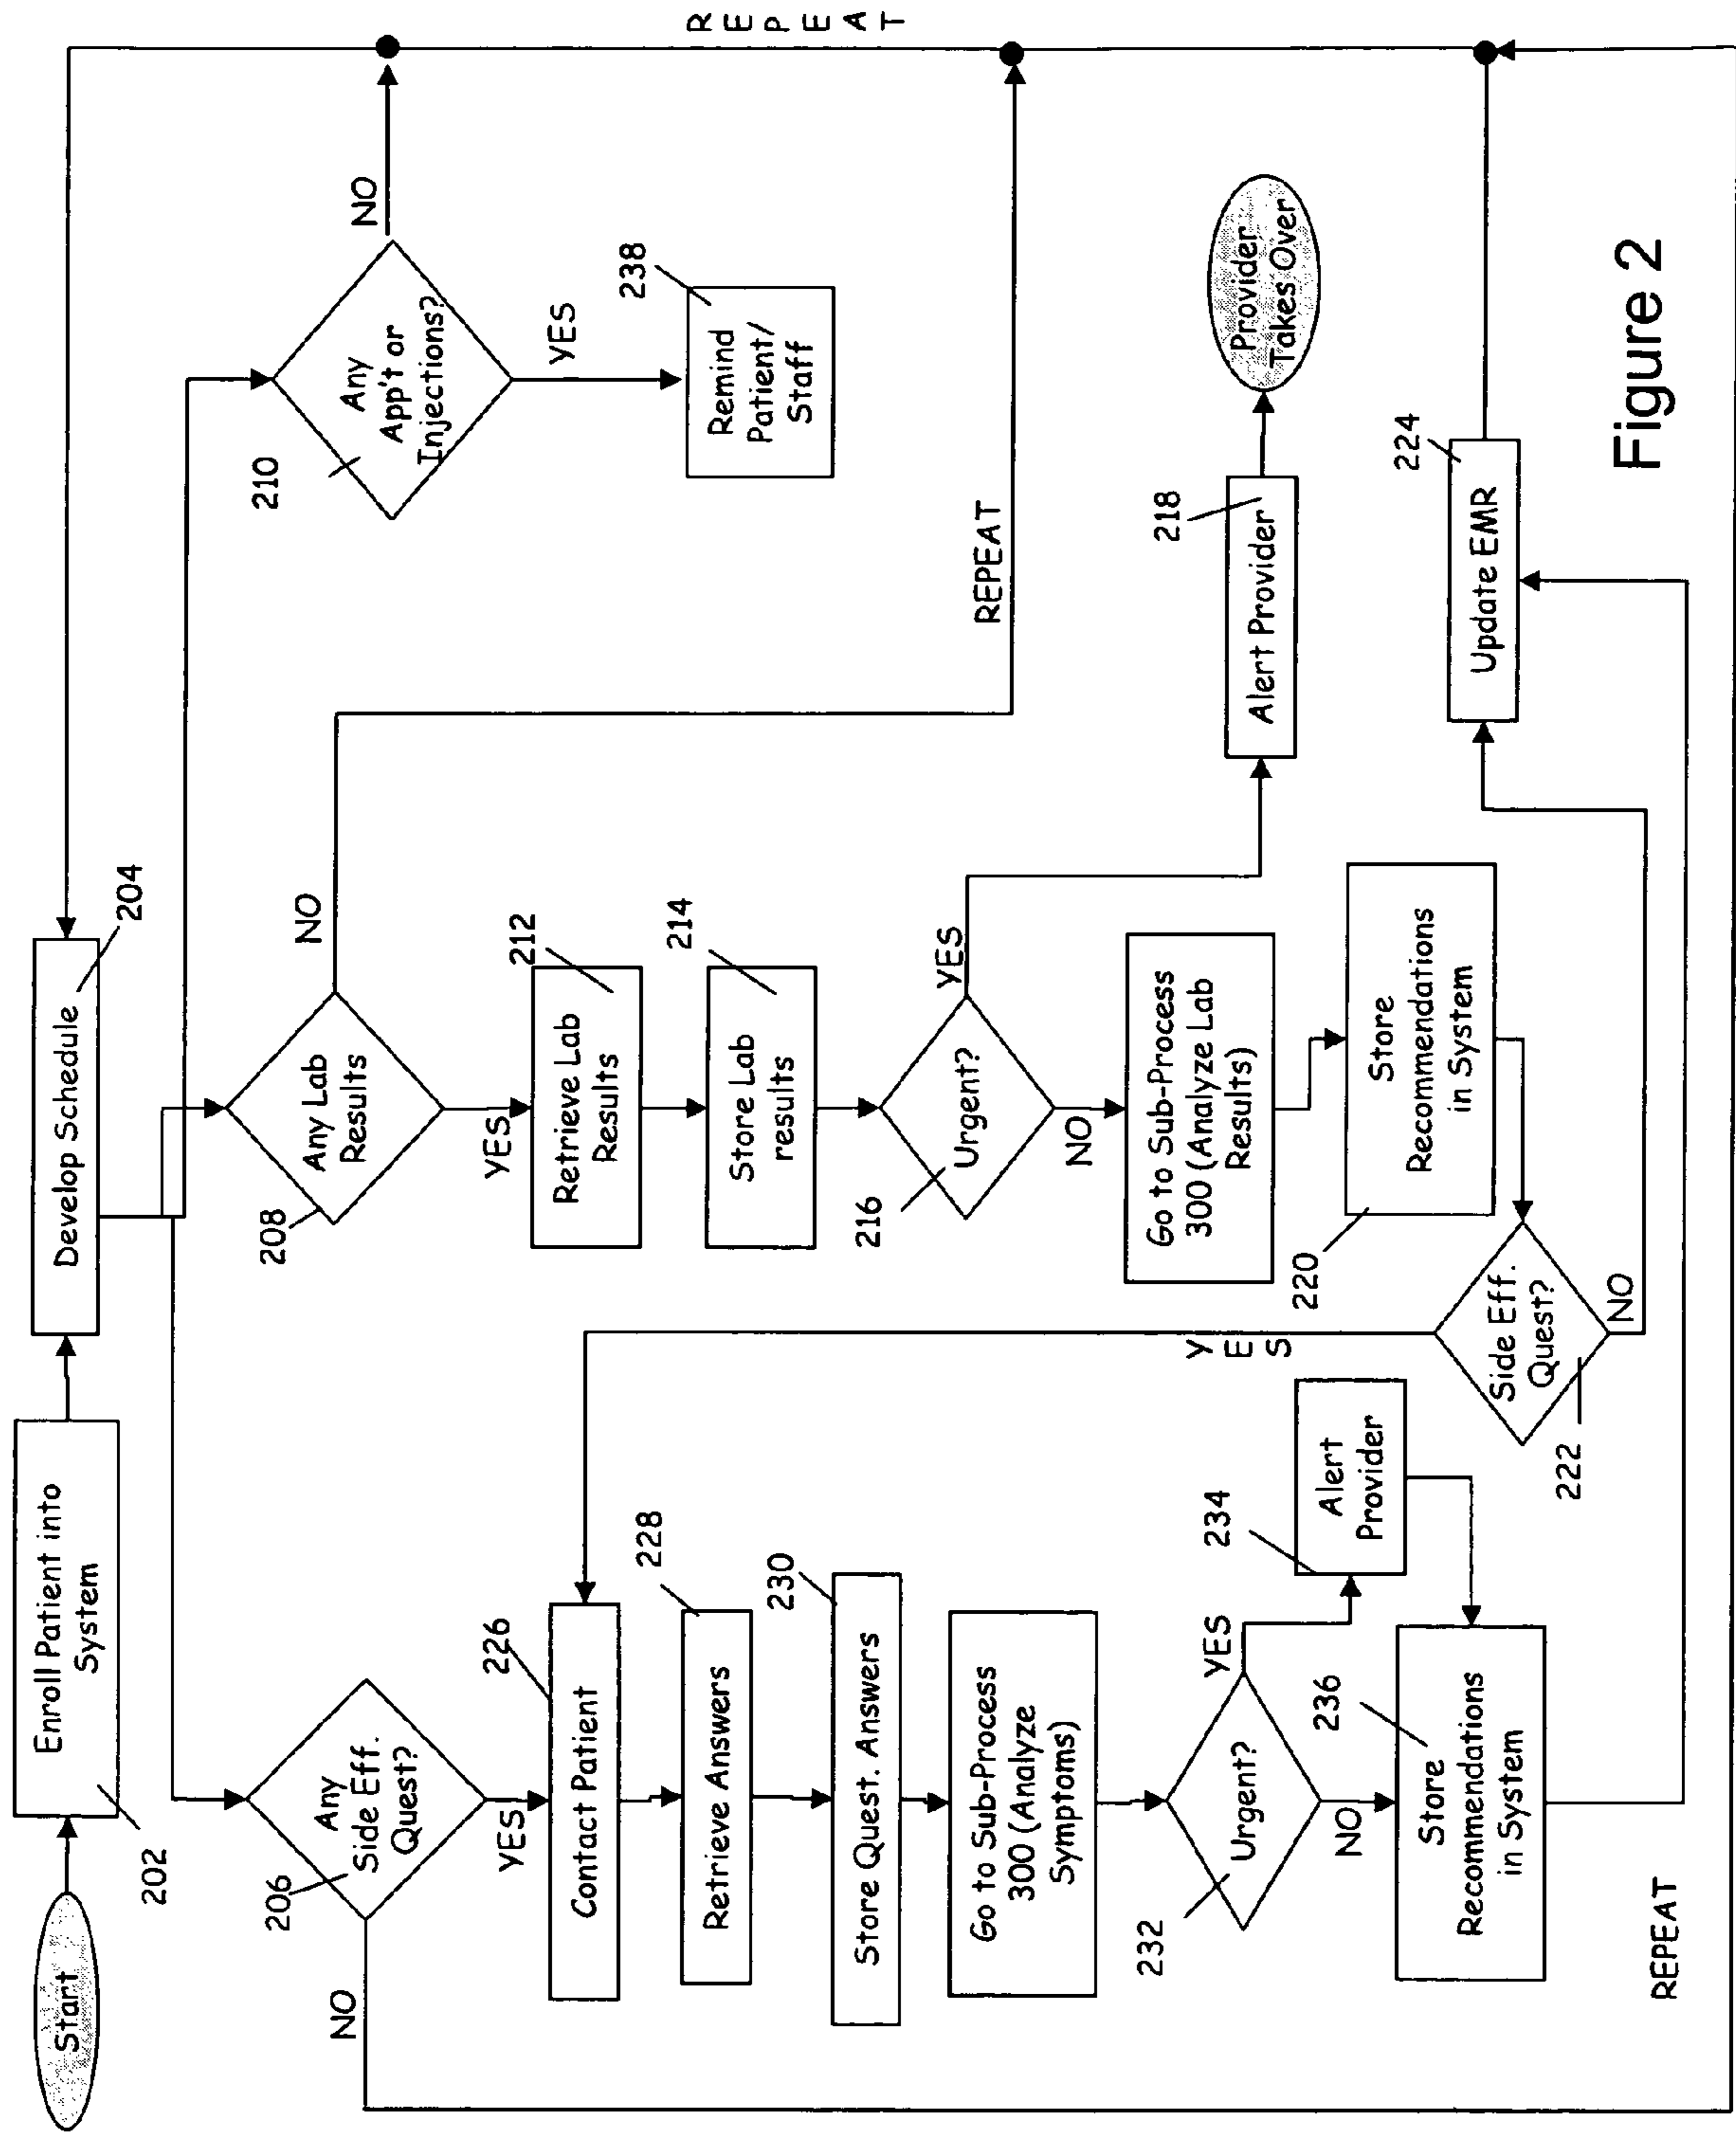 Start
Enroll Patient into
System
202
Develop Schedule
204
REPEAT
Any
Side Eff.
Quest?
206
NO
YES
Any Lab
Results
208
NO
YES
Any
App't or
Injections?
210
NO
YES
Remind
Patient/
Staff
238
Contact Patient
226
Retrieve Answers
228
Store Quest. Answers
230
Go to Sub-Process
300 (Analyze
Symptoms)
Urgent?
232
YES
NO
Alert
Provider
234
Store
Recommendations
in System
236
REPEAT
Retrieve Lab
Results
212
Store Lab
results
214
Urgent?
216
YES
NO
Go to Sub-Process
300 (Analyze Lab
Results)
Store
Recommendations
in System
220
Side Eff.
Quest?
222
YES
NO
REPEAT
Alert Provider
218
Provider
Takes Over
Update EMR
224
Figure 2